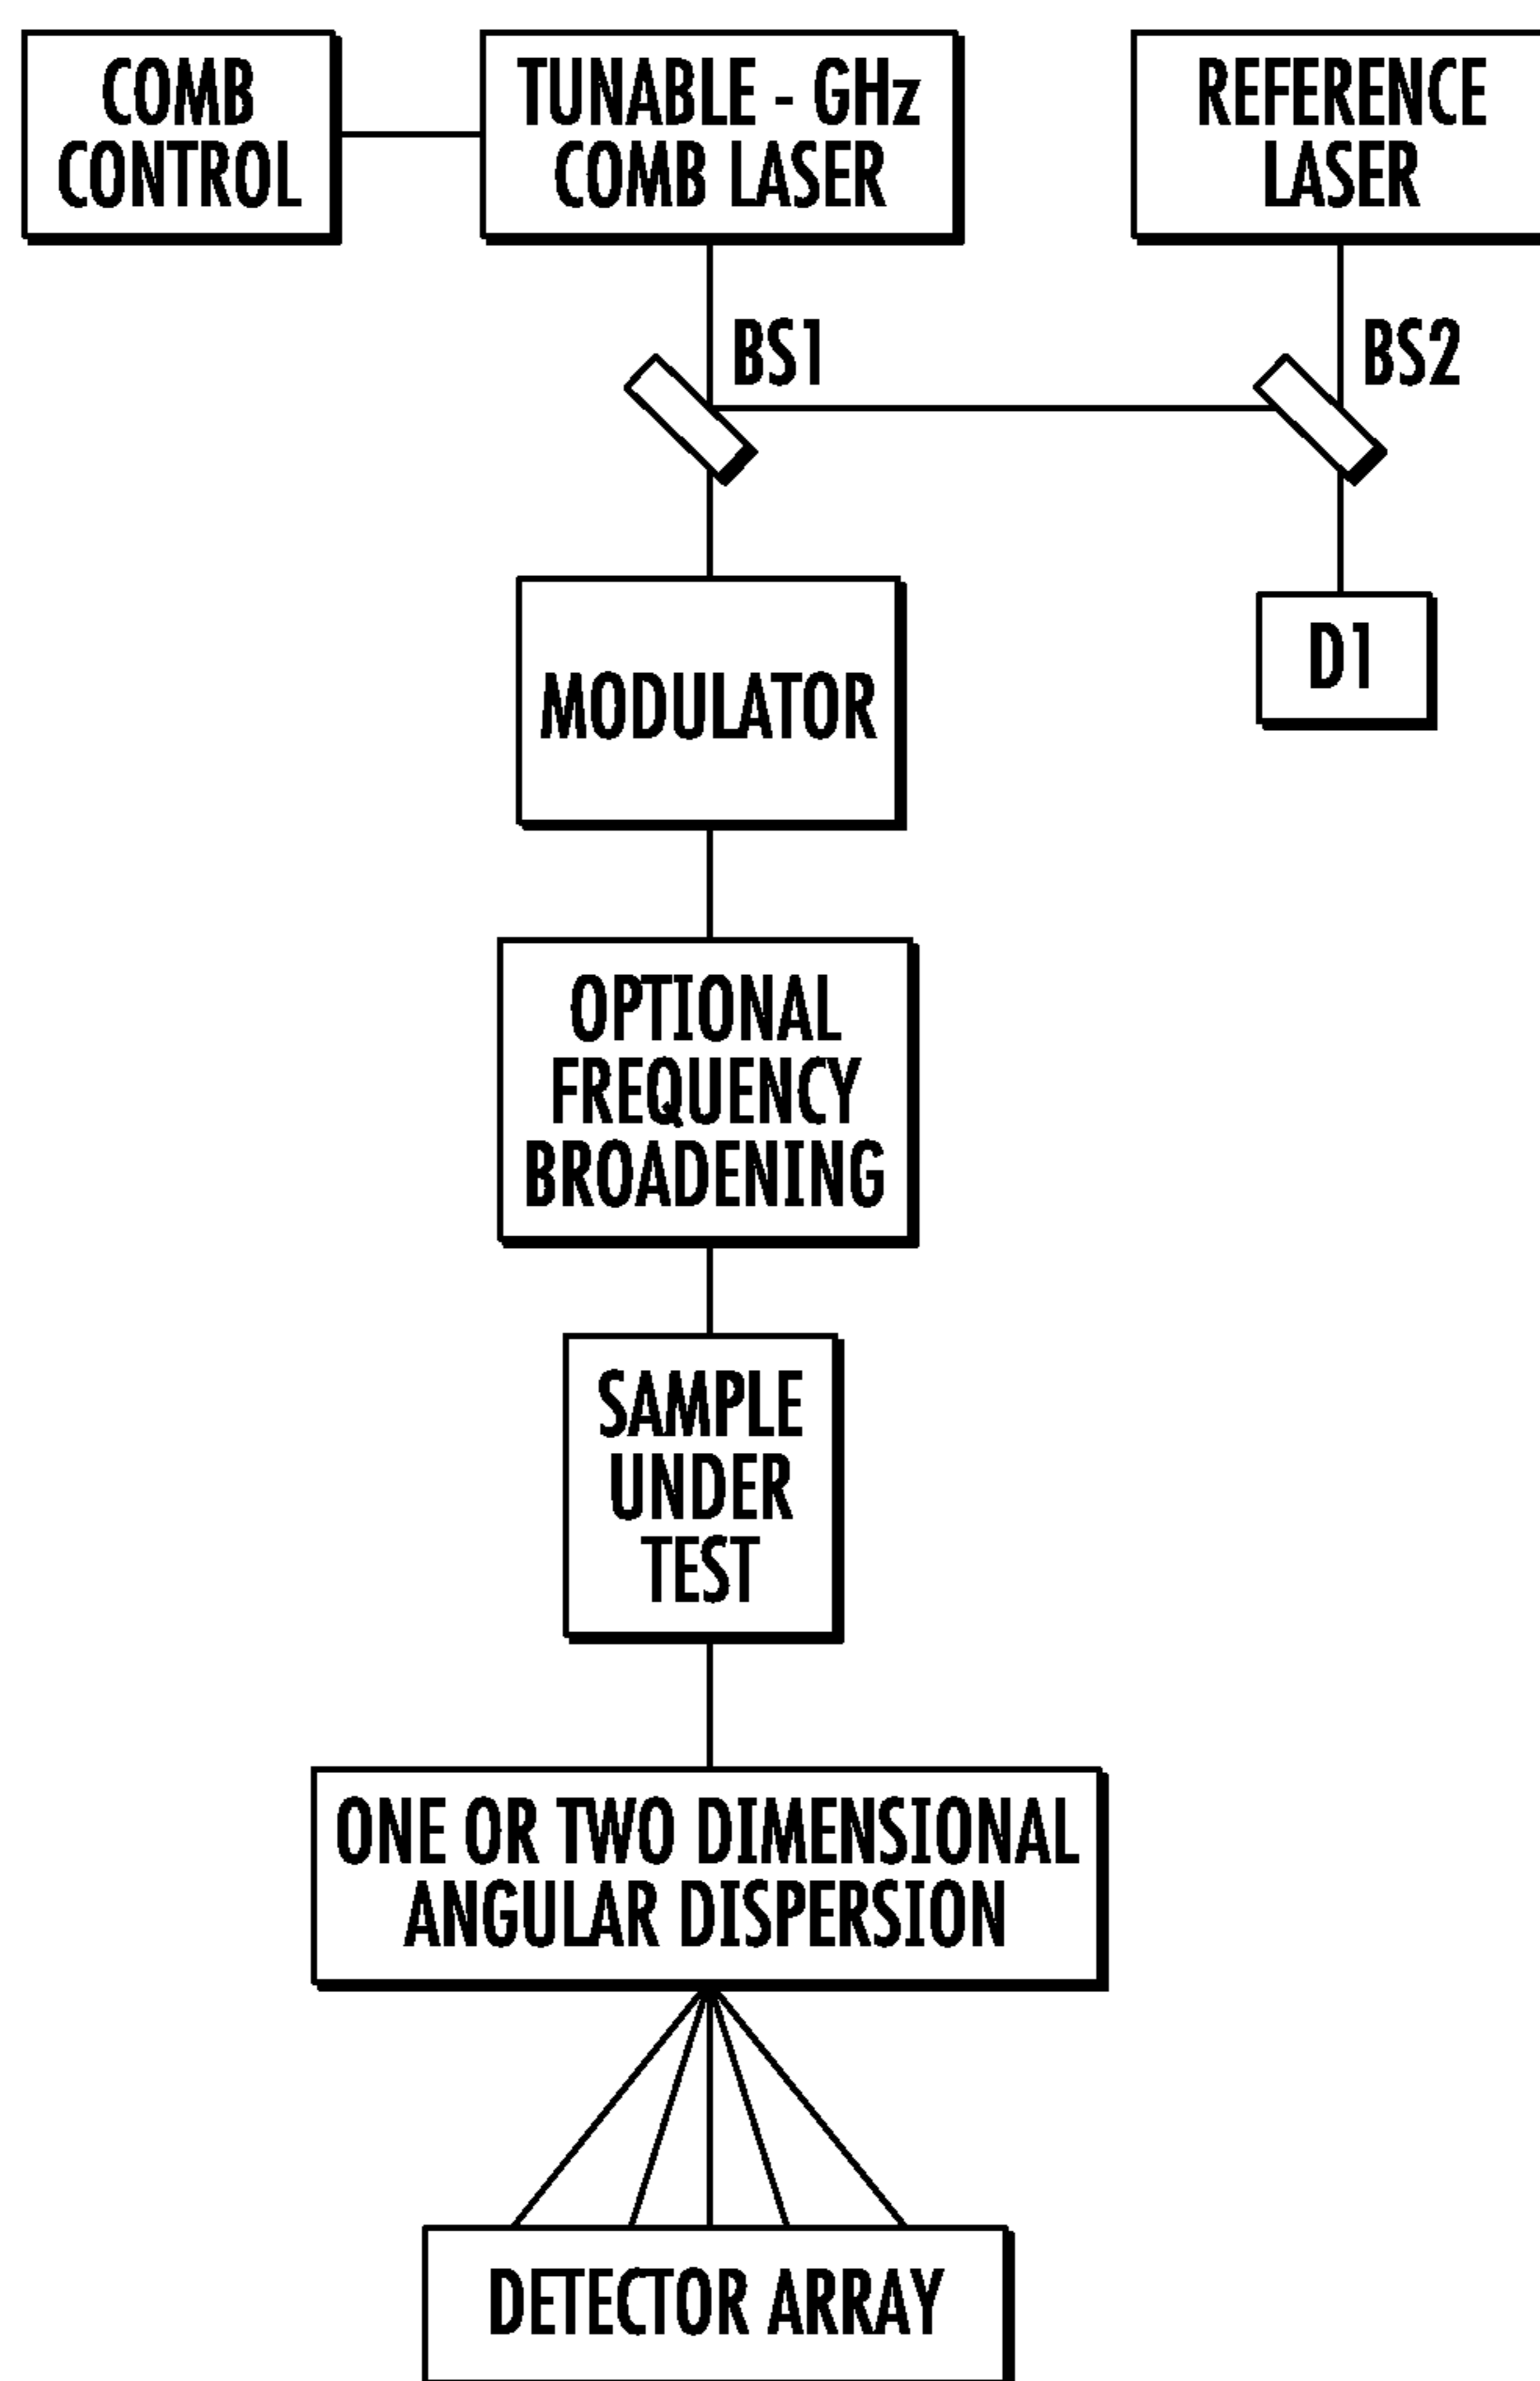 COMB
CONTROL
TUNABLE - GHz
COMB LASER
REFERENCE
LASER
BS1
BS2
D1
MODULATOR
OPTIONAL
FREQUENCY
BROADENING
SAMPLE
UNDER
TEST
ONE OR TWO DIMENSIONAL
ANGULAR DISPERSION
DETECTOR ARRAY